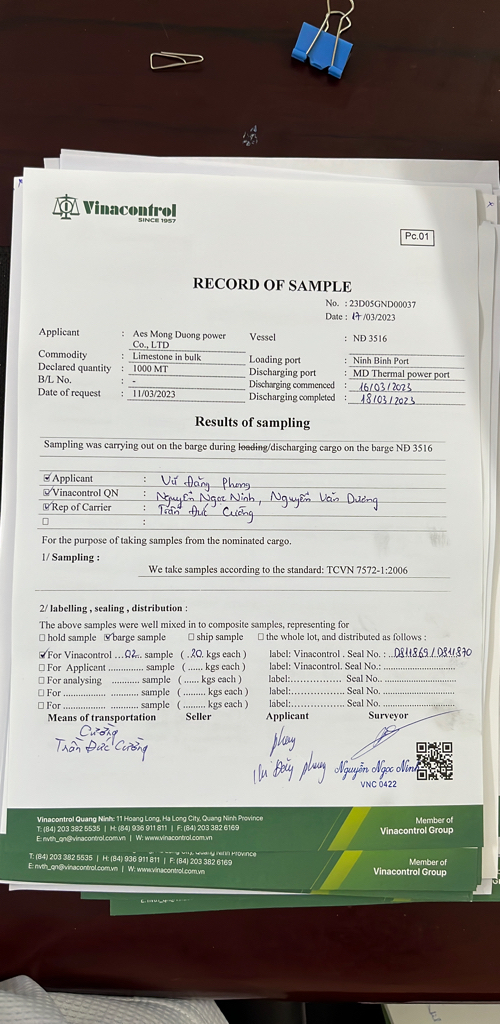 Vinacontrol
SINCE 1957
Pc.01
RECORD OF SAMPLE
No. : 23D05GND00037
Date : 17/03/2023
Applicant : Aes Mong Duong power Co., LTD
Commodity : Limestone in bulk
Declared quantity : 1000 MT
B/L No. : -
Date of request : 11/03/2023
Vessel : NĐ 3516
Loading port : Ninh Binh Port
Discharging port : MD Thermal power port
Discharging commenced : 16/03/2023
Discharging completed : 18/03/2023
Results of sampling
Sampling was carrying out on the barge during loading/discharging cargo on the barge NĐ 3516
Applicant : Vũ Đăng Phong
Vinacontrol QN : Nguyễn Ngọc Ninh, Nguyễn Văn Dương
Rep of Carrier : Trần Đức Cường
:
For the purpose of taking samples from the nominated cargo.
1/ Sampling :
We take samples according to the standard: TCVN 7572-1:2006
2/ labelling , sealing , distribution :
The above samples were well mixed in to composite samples, representing for
hold sample barge sample ship sample the whole lot, and distributed as follows :
For Vinacontrol ...02.. sample ( .20. kgs each ) label: Vinacontrol . Seal No.: ..0811869 / 0811870
For Applicant ............ sample ( ...... kgs each ) label: Vinacontrol. Seal No.: ....................
For analysing .......... sample ( ...... kgs each ) label:............... Seal No.. ....................
For ............. .......... sample ( ........ kgs each ) label:............... Seal No.. ....................
For ............. .......... sample ( ........ kgs each ) label:............... Seal No.. ....................
Means of transportation Seller Applicant Surveyor
Cường
Trần Đức Cường
phong
Vũ Đăng phong
Nguyễn Ngọc Ninh
VNC 0422
Vinacontrol Quang Ninh: 11 Hoang Long, Ha Long City, Quang Ninh Province
T: (84) 203 382 5535 | H: (84) 936 911 811 | F: (84) 203 382 6169
E: nvth_qn@vinacontrol.com.vn | W: www.vinacontrol.com.vn
Member of
Vinacontrol Group
T: (84) 203 382 5535 | H: (84) 936 911 811 | F: (84) 203 382 6169
E: nvth_qn@vinacontrol.com.vn | W: www.vinacontrol.com.vn
Member of
Vinacontrol Group